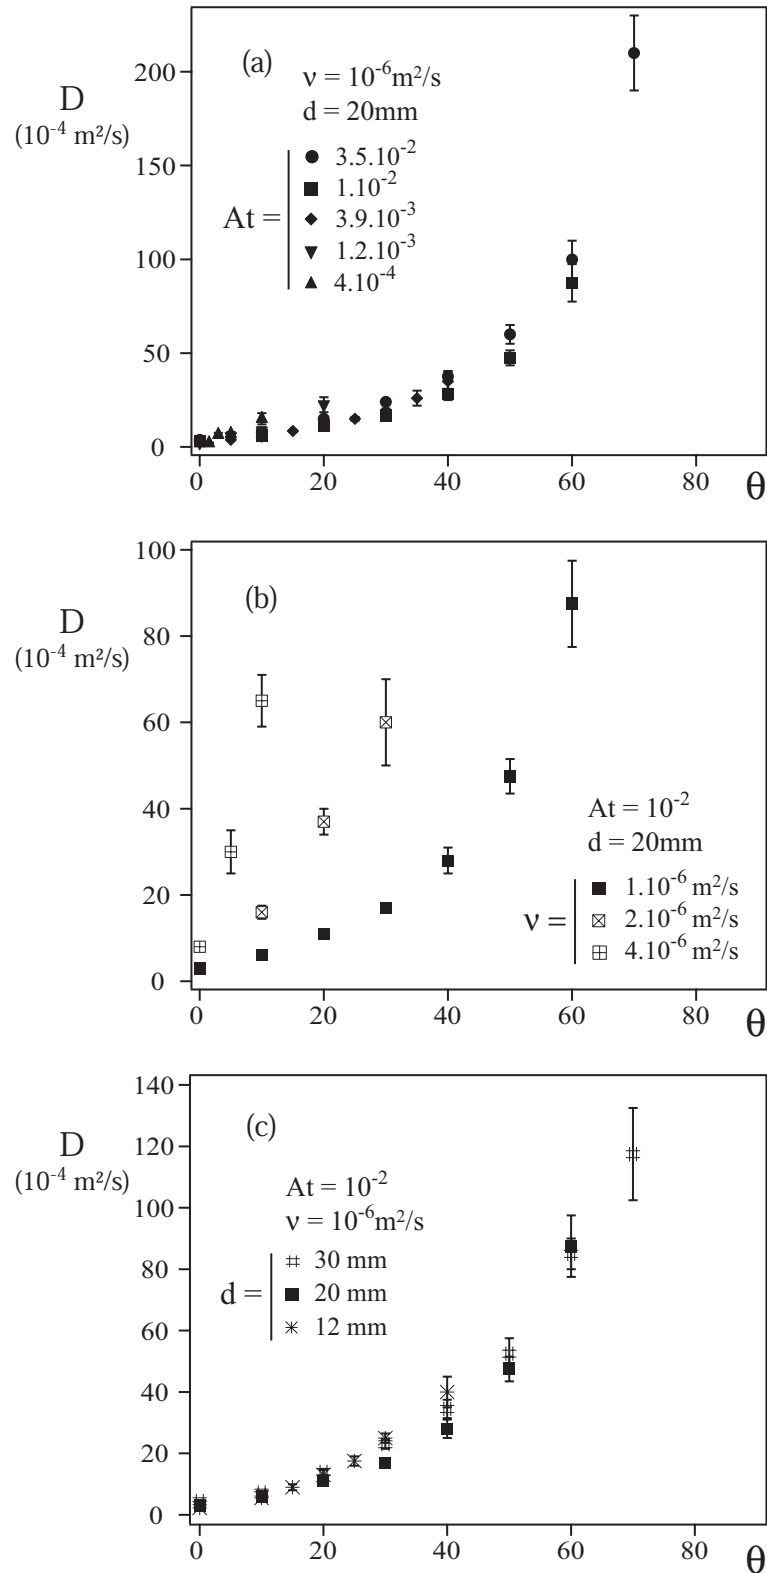 200
(a)
ν = 10⁻⁶m²/s
D
d = 20mm
(10⁻⁴ m²/s)
150
3.5.10⁻²
1.10⁻²
At =
3.9.10⁻³
1.2.10⁻³
4.10⁻⁴
100
50
0
0 20 40 60 80 θ
100
(b)
D
80
(10⁻⁴ m²/s)
60
At = 10⁻²
d = 20mm
40
1.10⁻⁶ m²/s
ν =
2.10⁻⁶ m²/s
4.10⁻⁶ m²/s
20
0
0 20 40 60 80 θ
140
(c)
D
120
(10⁻⁴ m²/s)
At = 10⁻²
ν = 10⁻⁶m²/s
100
30 mm
d =
20 mm
12 mm
80
60
40
20
0
0 20 40 60 80 θ